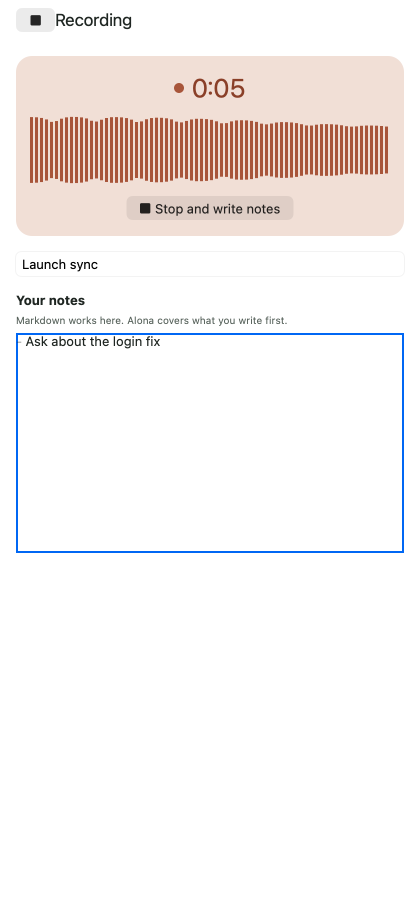 Recording
0:05
Stop and write notes
Launch sync
Your notes
Markdown works here. Alona covers what you write first.
- Ask about the login fix